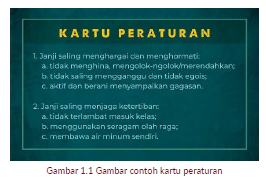 KARTU PERATURAN
1. Janji saling menghargai dan menghormati:
a. tidak menghina, mengolok-ngolok/merendahkan;
b. tidak saling mengganggu dan tidak egois;
c. aktif dan berani menyampaikan gagasan.
2. Janji saling menjaga ketertiban:
a. tidak terlambat masuk kelas;
b. menggunakan seragam olah raga;
c. membawa air minum sendiri.
Gambar 1.1 Gambar contoh kartu peraturan